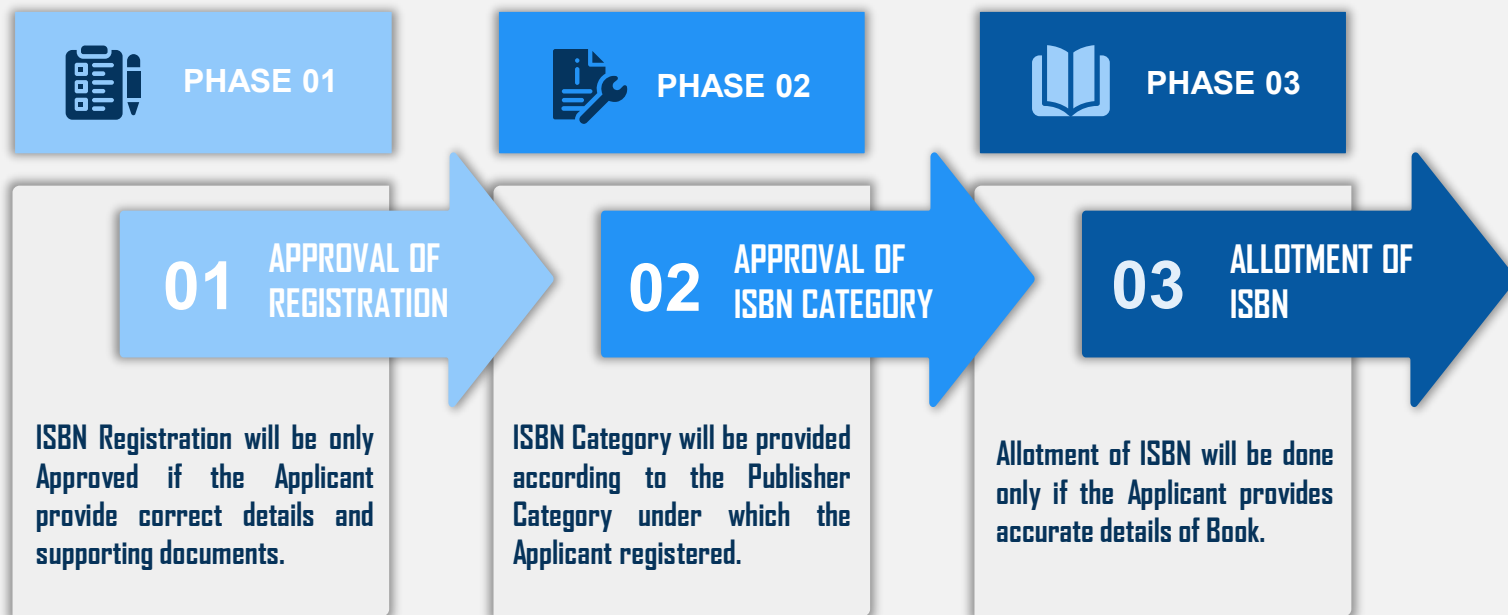 PHASE 01
PHASE 02
PHASE 03
01
APPROVAL OF
REGISTRATION
ISBN Registration will be only
Approved if the Applicant
provide correct details and
supporting documents.
02
APPROVAL OF
ISBN CATEGORY
ISBN Category will be provided
according to the Publisher
Category under which the
Applicant registered.
03
ALLOTMENT OF
ISBN
Allotment of ISBN will be done
only if the Applicant provides
accurate details of Book.